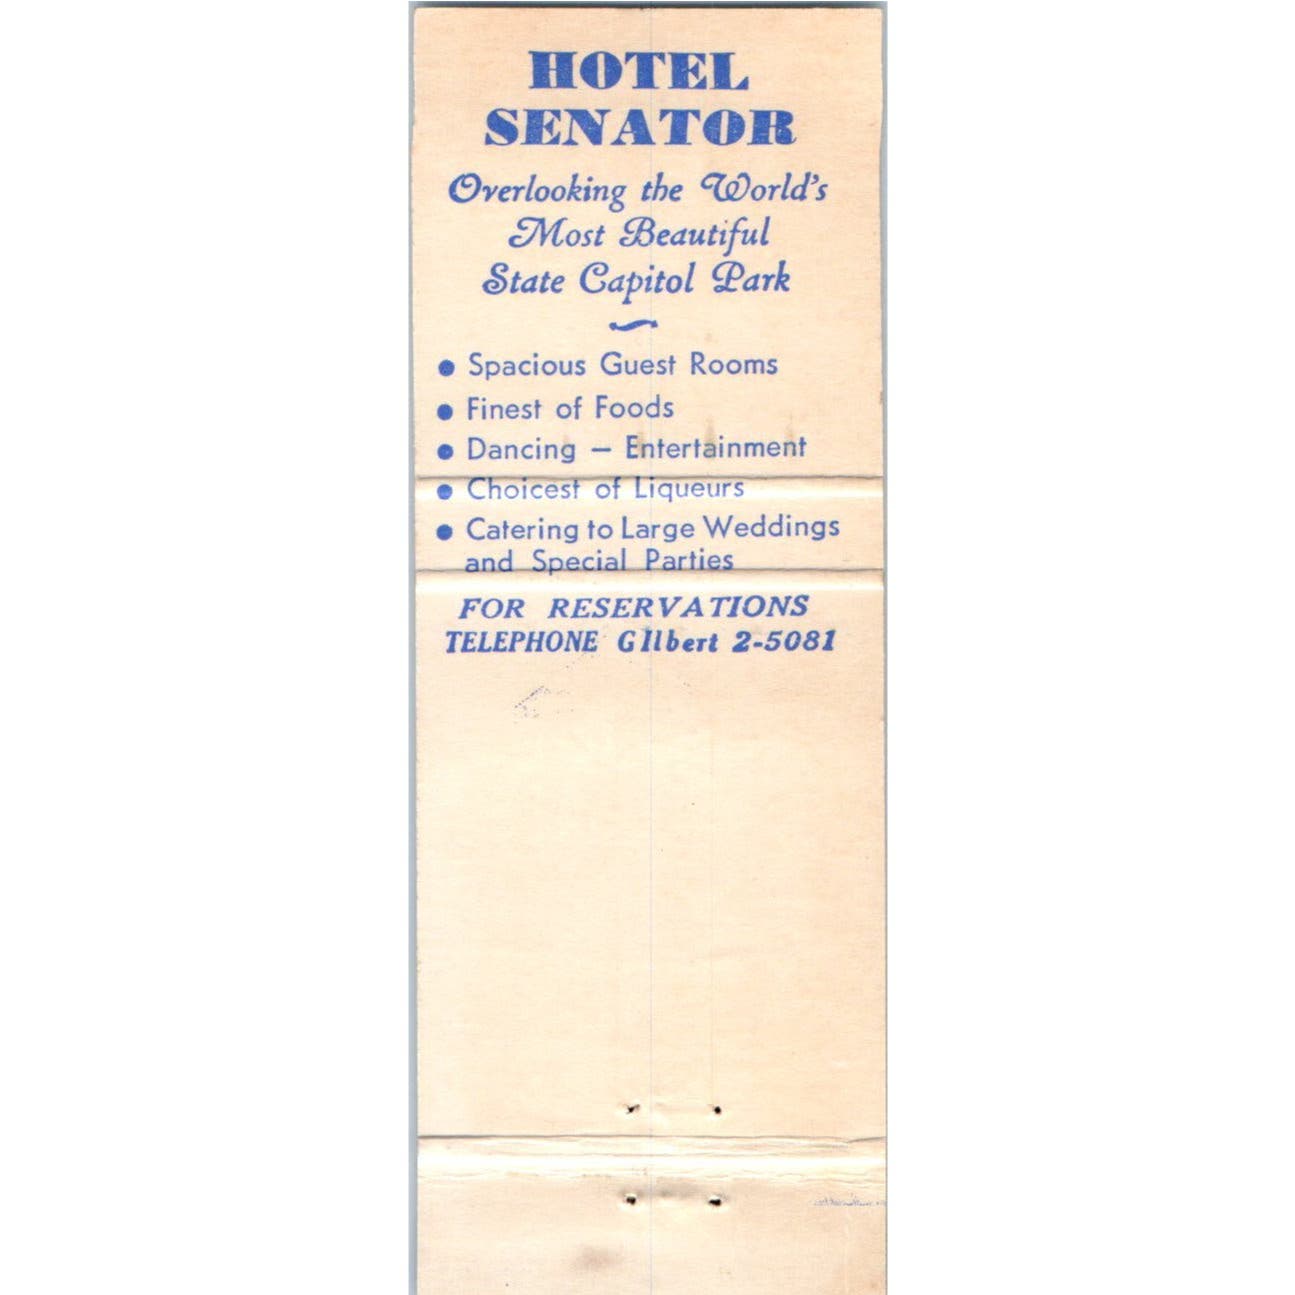 HOTEL
SENATOR
Overlooking the World's
Most Beautiful
State Capitol Park
• Spacious Guest Rooms
• Finest of Foods
• Dancing — Entertainment
• Choicest of Liqueurs
• Catering to Large Weddings
and Special Parties
FOR RESERVATIONS
TELEPHONE GIlbert 2-5081